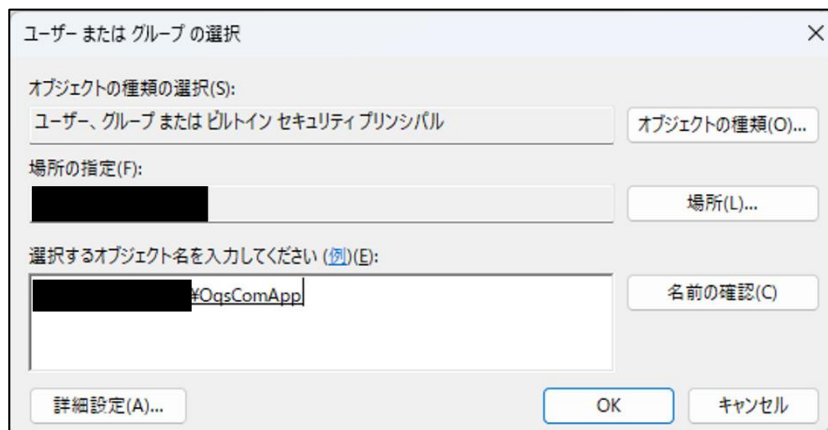 ユーザー または グループ の選択
オブジェクトの種類の選択(S):
ユーザー、グループ または ビルトイン セキュリティ プリンシパル
オブジェクトの種類(O)...
場所の指定(F):
場所(L)...
選択するオブジェクト名を入力してください (例)(E):
¥OqsComApp
名前の確認(C)
詳細設定(A)...
OK
キャンセル